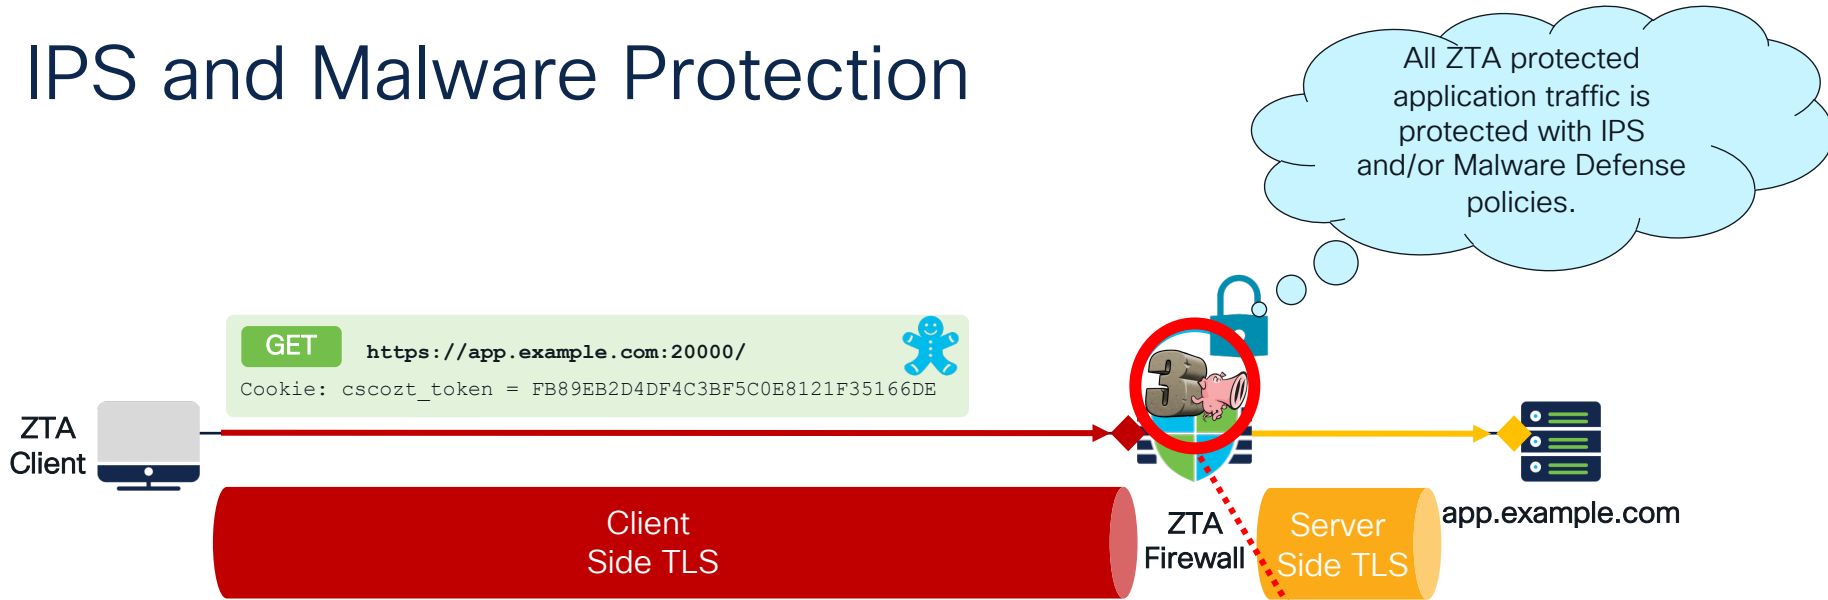 IPS and Malware Protection
All ZTA protected
application traffic is
protected with IPS
and/or Malware Defense
policies.
GET
https://app.example.com:20000/
Cookie: cscozt_token = FB89EB2D4DF4C3BF5C0E8121F35166DE
3
ZTA
Client
Client
Side TLS
ZTA
Firewall
Server
Side TLS
app.example.com